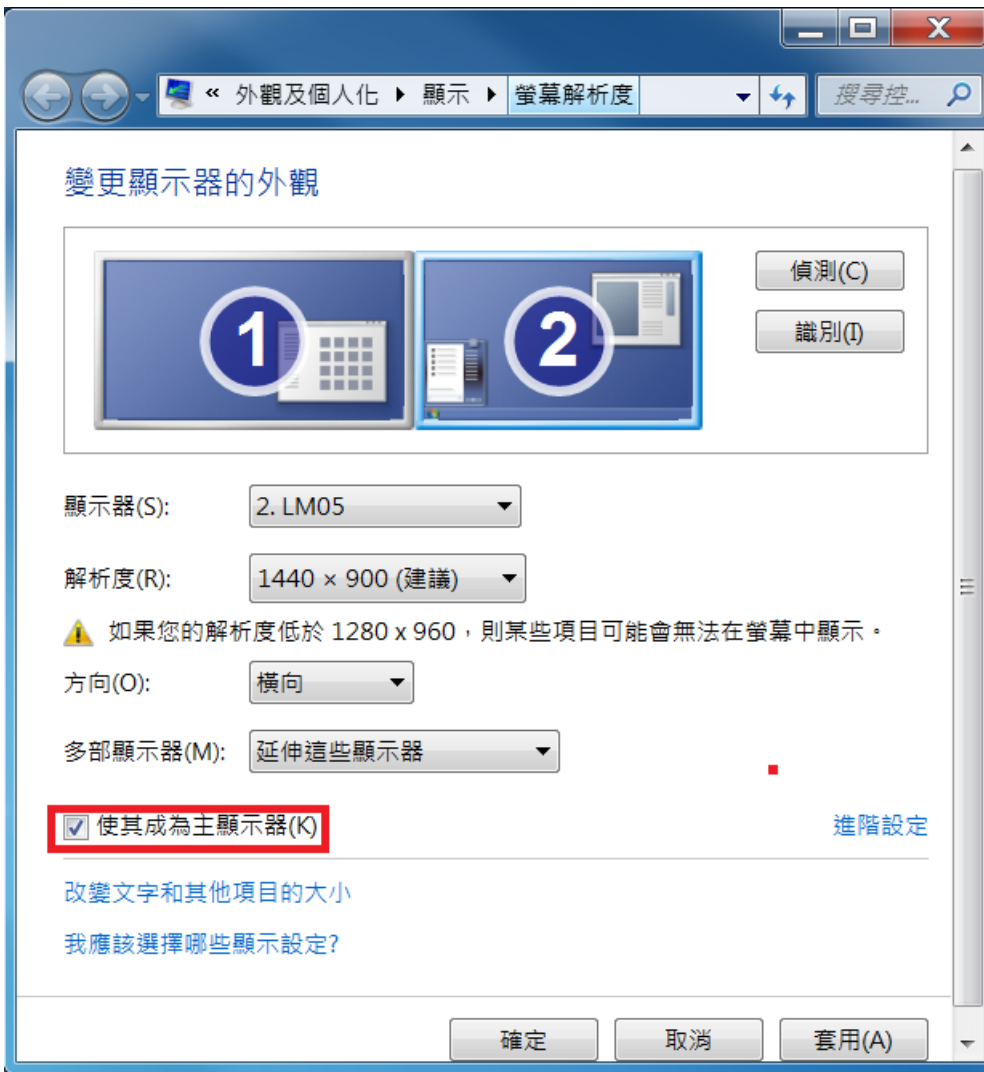 « 外觀及個人化 ▶ 顯示 ▶ 螢幕解析度 搜尋控...
變更顯示器的外觀
1 2
偵測(C)
識別(I)
顯示器(S): 2. LM05
解析度(R): 1440 × 900 (建議)
如果您的解析度低於 1280 x 960，則某些項目可能會無法在螢幕中顯示。
方向(O): 橫向
多部顯示器(M): 延伸這些顯示器
使其成為主顯示器(K) 進階設定
改變文字和其他項目的大小
我應該選擇哪些顯示設定?
確定 取消 套用(A)